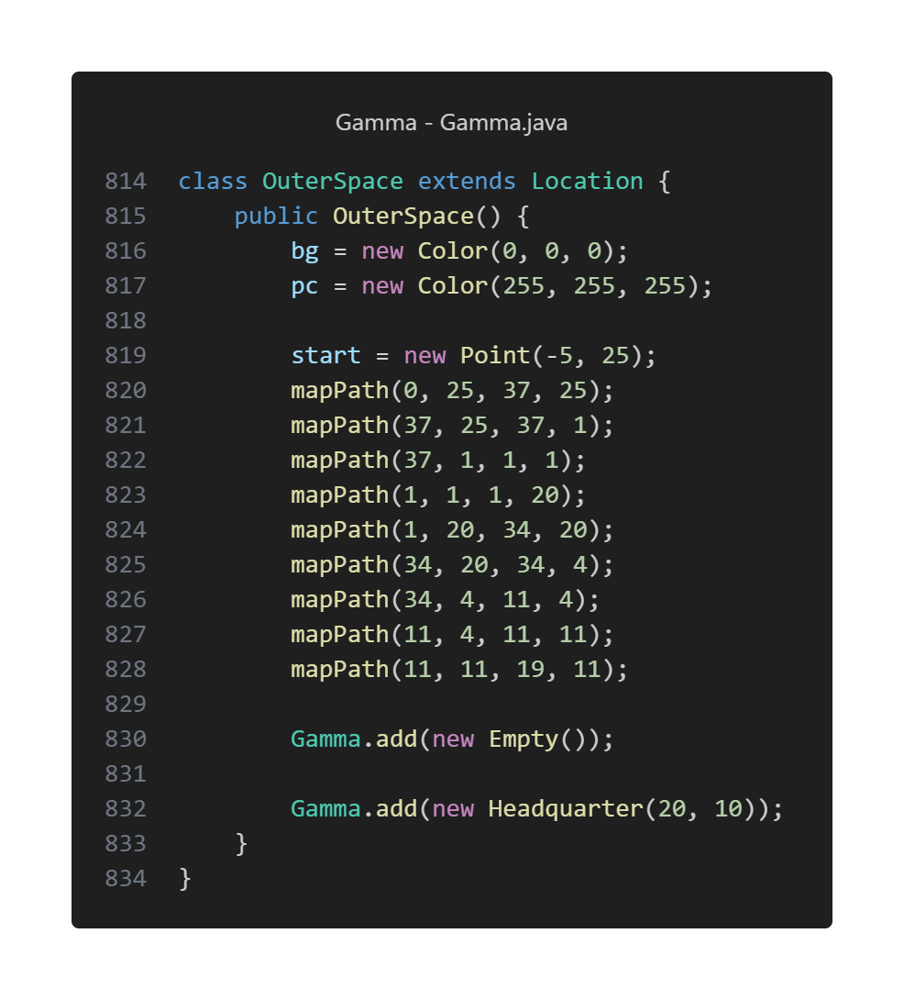 Gamma - Gamma.java
814 class OuterSpace extends Location {
815     public OuterSpace() {
816         bg = new Color(0, 0, 0);
817         pc = new Color(255, 255, 255);
818
819         start = new Point(-5, 25);
820         mapPath(0, 25, 37, 25);
821         mapPath(37, 25, 37, 1);
822         mapPath(37, 1, 1, 1);
823         mapPath(1, 1, 1, 20);
824         mapPath(1, 20, 34, 20);
825         mapPath(34, 20, 34, 4);
826         mapPath(34, 4, 11, 4);
827         mapPath(11, 4, 11, 11);
828         mapPath(11, 11, 19, 11);
829
830         Gamma.add(new Empty());
831
832         Gamma.add(new Headquarter(20, 10));
833     }
834 }